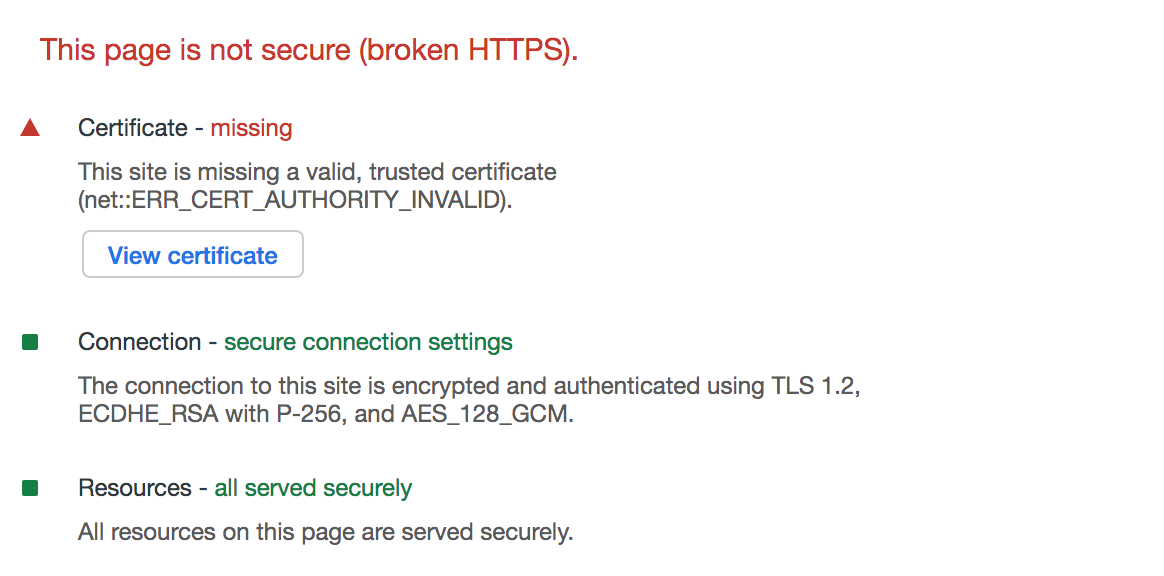 This page is not secure (broken HTTPS).
Certificate - missing
This site is missing a valid, trusted certificate
(net::ERR_CERT_AUTHORITY_INVALID).
View certificate
Connection - secure connection settings
The connection to this site is encrypted and authenticated using TLS 1.2,
ECDHE_RSA with P-256, and AES_128_GCM.
Resources - all served securely
All resources on this page are served securely.